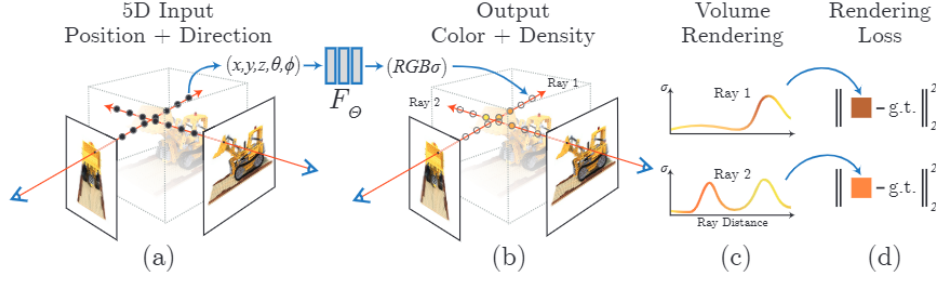 5D Input
Position + Direction
Output
Color + Density
Volume
Rendering
Rendering
Loss
(x,y,z,θ,ϕ)
F_Θ
(RGBσ)
Ray 1
Ray 2
σ
Ray 1
‖ − g.t. ‖₂²
σ
Ray 2
Ray Distance
‖ − g.t. ‖₂²
(a)
(b)
(c)
(d)